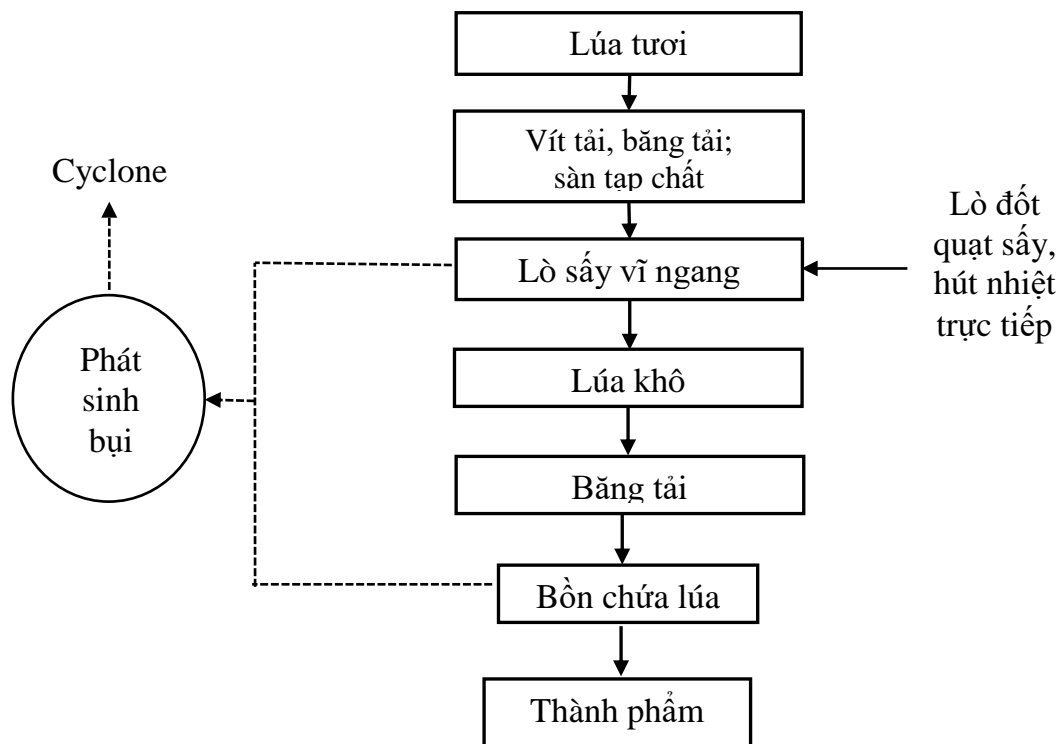 Lúa tươi
Vít tải, băng tải;
sàn tạp chất
Cyclone
Lò đốt
quạt sấy,
hút nhiệt
trực tiếp
Lò sấy vĩ ngang
Phát
sinh
bụi
Lúa khô
Băng tải
Bồn chứa lúa
Thành phẩm